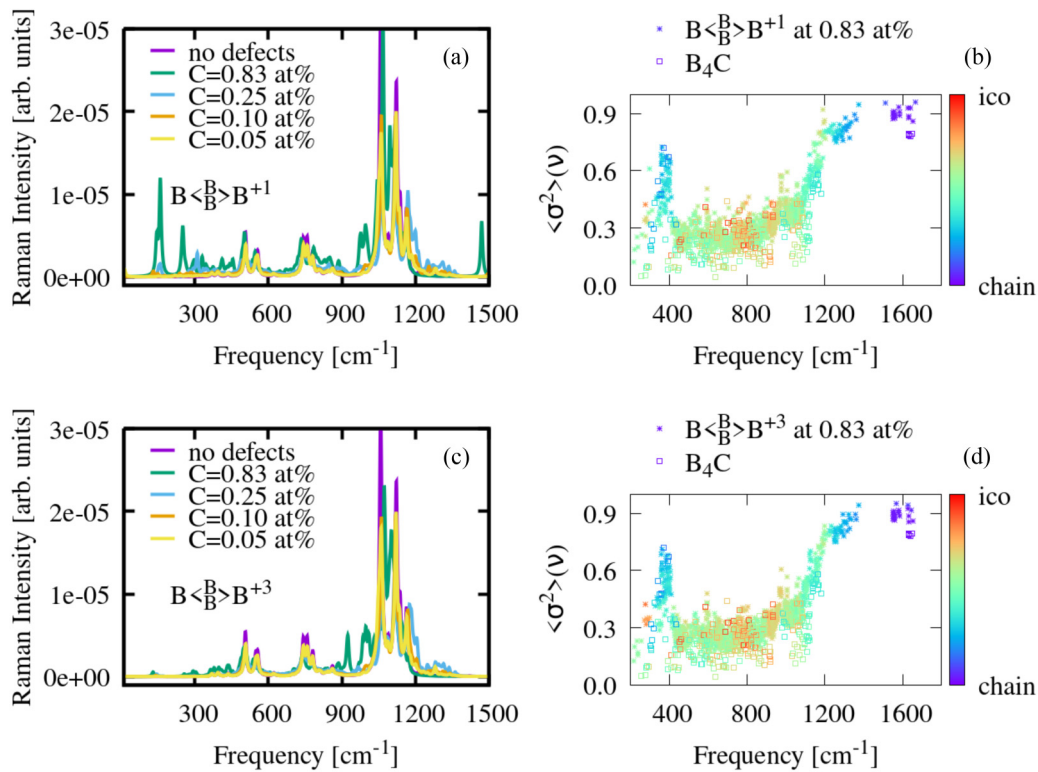 Raman Intensity [arb. units]
3e-05
2e-05
1e-05
0e+00
no defects
C=0.83 at%
C=0.25 at%
C=0.10 at%
C=0.05 at%
(a)
B<B/B>B+1
300 600 900 1200 1500
Frequency [cm-1]
B<B/B>B+1 at 0.83 at%
B4C
(b)
<σ2>(ν)
0.9
0.6
0.3
0.0
400 800 1200 1600
Frequency [cm-1]
ico
chain
Raman Intensity [arb. units]
3e-05
2e-05
1e-05
0e+00
no defects
C=0.83 at%
C=0.25 at%
C=0.10 at%
C=0.05 at%
(c)
B<B/B>B+3
300 600 900 1200 1500
Frequency [cm-1]
B<B/B>B+3 at 0.83 at%
B4C
(d)
<σ2>(ν)
0.9
0.6
0.3
0.0
400 800 1200 1600
Frequency [cm-1]
ico
chain